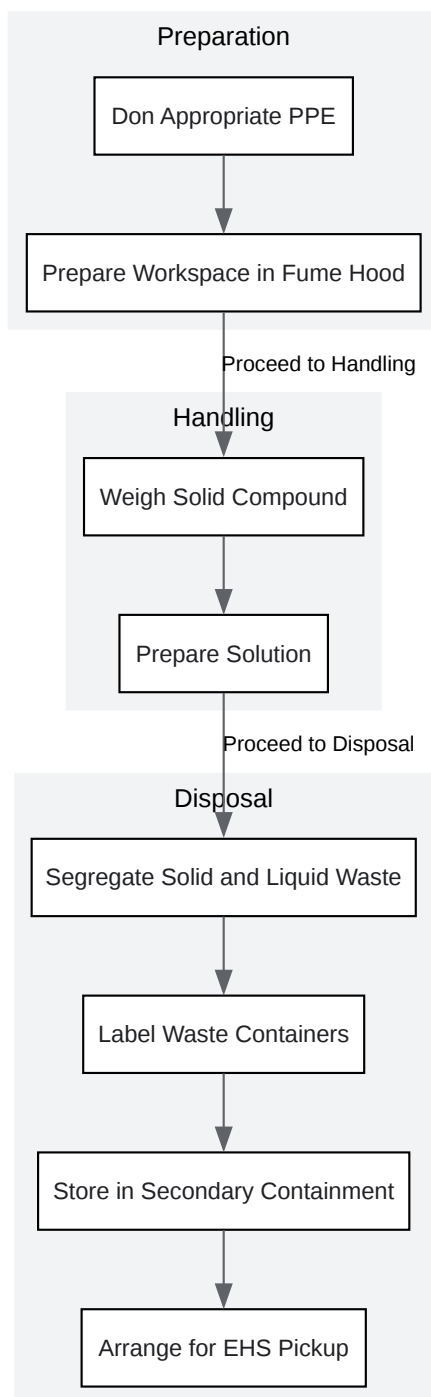 Preparation
Don Appropriate PPE
Prepare Workspace in Fume Hood
Proceed to Handling
Handling
Weigh Solid Compound
Prepare Solution
Proceed to Disposal
Disposal
Segregate Solid and Liquid Waste
Label Waste Containers
Store in Secondary Containment
Arrange for EHS Pickup